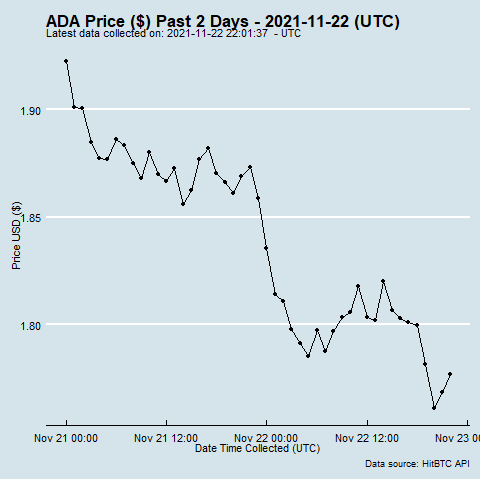 ADA Price ($) Past 2 Days - 2021-11-22 (UTC)
Latest data collected on: 2021-11-22 22:01:37 - UTC
1.90
1.85
1.80
Price USD ($)
Nov 21 00:00 Nov 21 12:00 Nov 22 00:00 Nov 22 12:00 Nov 23 00
Date Time Collected (UTC)
Data source: HitBTC API